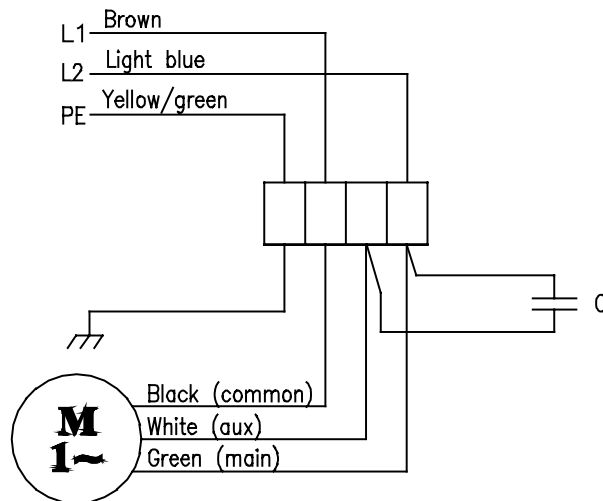 L1 Brown
L2 Light blue
PE Yellow/green
C
Black (common)
White (aux)
Green (main)
M
1~